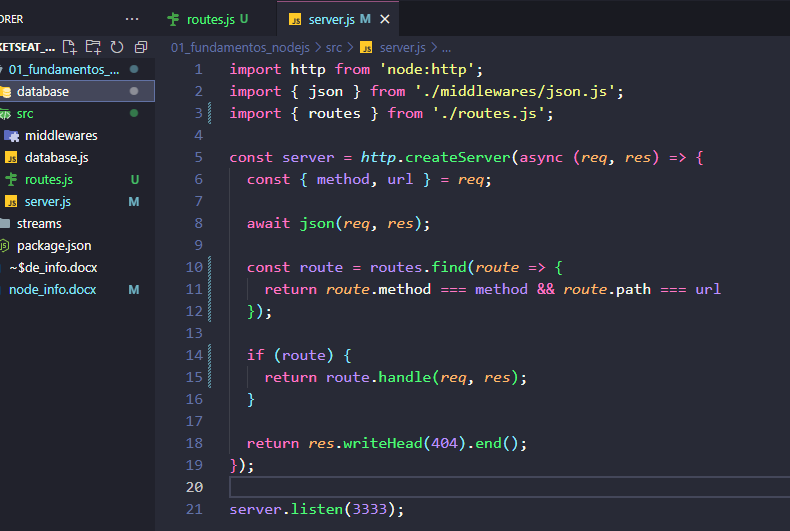 ORER ...
routes.js U
server.js M
KETSEAT_...
01_fundamentos_nodejs > src > JS server.js > ...
01_fundamentos_...
database
src
middlewares
JS database.js
routes.js U
JS server.js M
streams
package.json
~$de_info.docx
node_info.docx M
1 import http from 'node:http';
2 import { json } from './middlewares/json.js';
3 import { routes } from './routes.js';
4
5 const server = http.createServer(async (req, res) => {
6 const { method, url } = req;
7
8 await json(req, res);
9
10 const route = routes.find(route => {
11 return route.method === method && route.path === url
12 });
13
14 if (route) {
15 return route.handle(req, res);
16 }
17
18 return res.writeHead(404).end();
19 });
20
21 server.listen(3333);